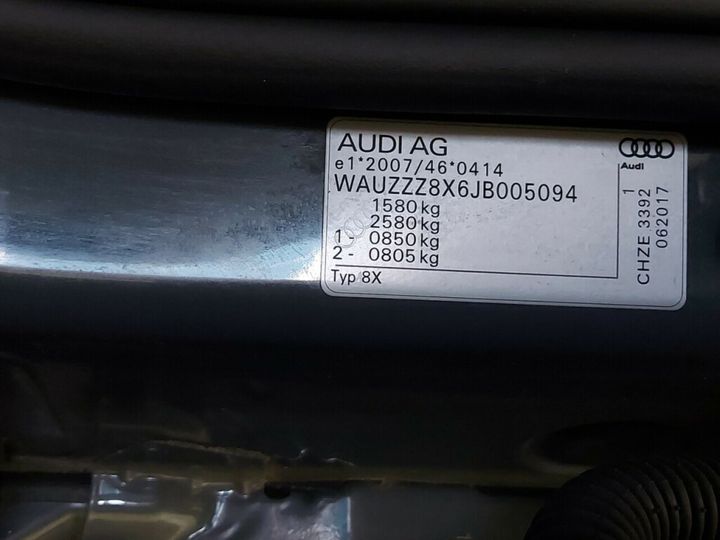 AUDI AG
e1*2007/46*0414
WAUZZZ8X6JB005094
1580 kg
2580 kg
1 - 0850 kg
2 - 0805 kg
Typ 8X
Audi
CHZE 3392 1
062017